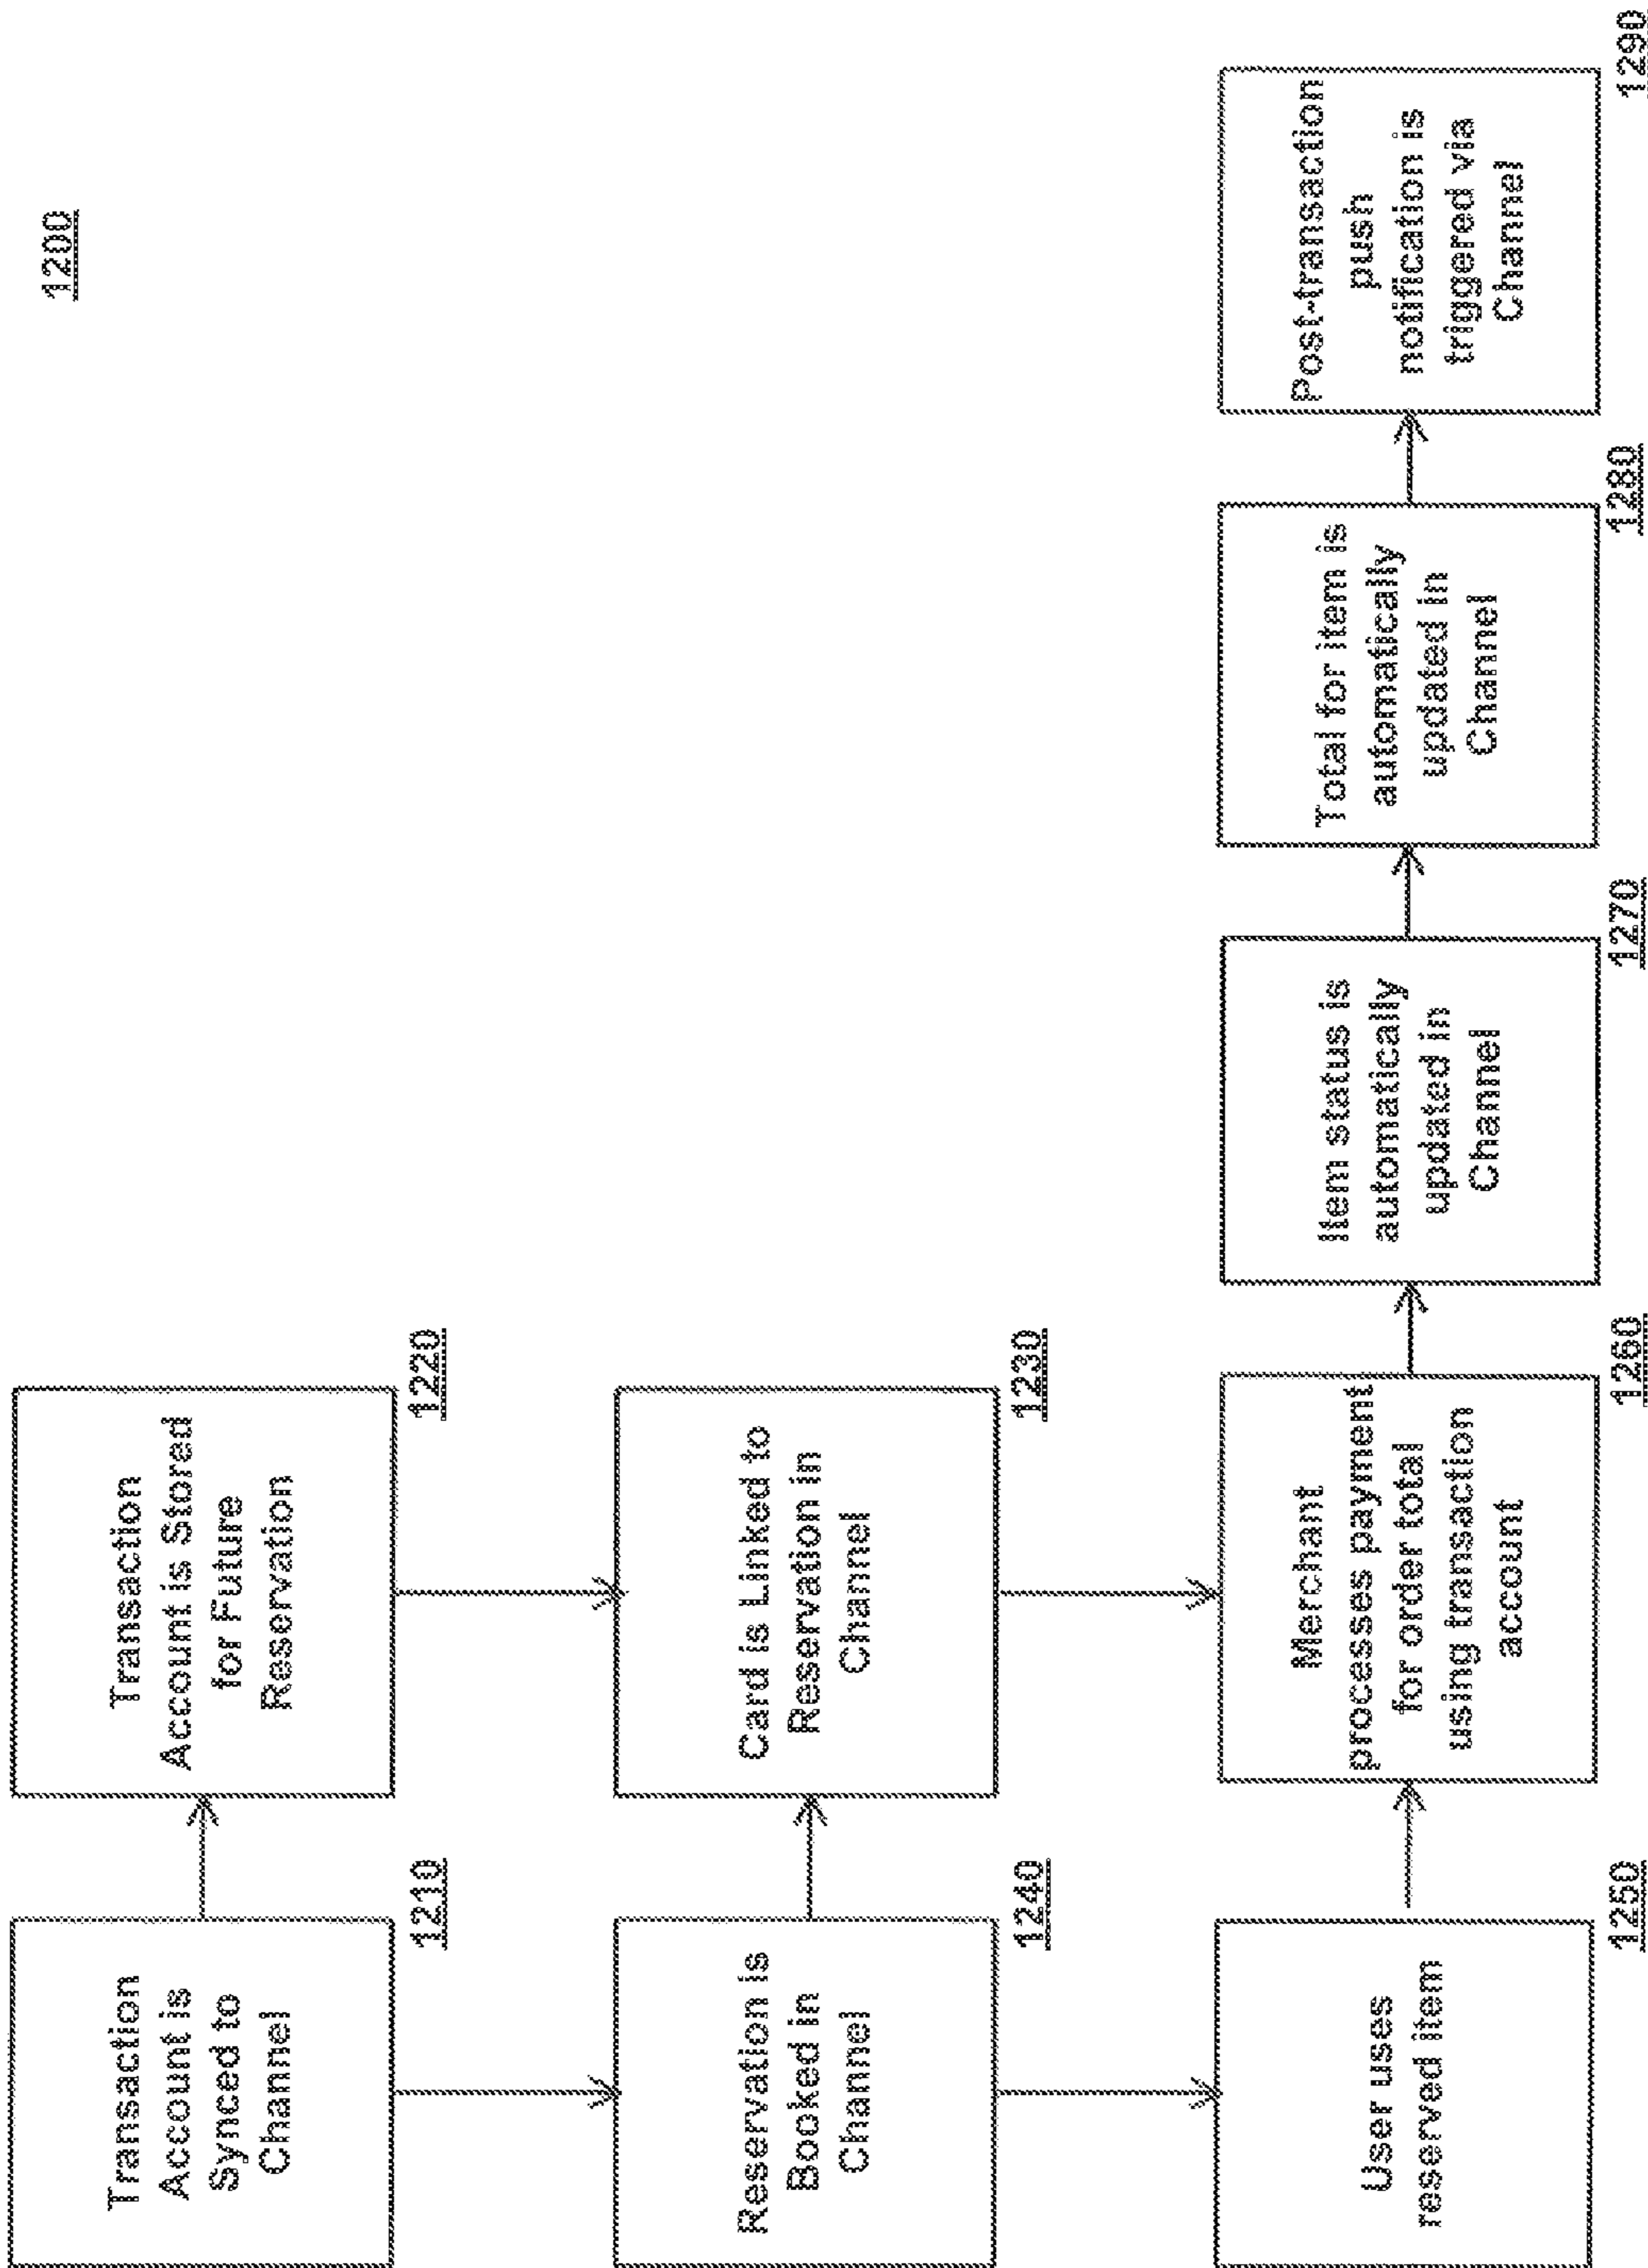 1200
Transaction
Account is
Synced to
Channel
1210
Transaction
Account is Stored
for Future
Reservation
1220
Reservation is
Booked in
Channel
1240
Card is Linked to
Reservation in
Channel
1230
User uses
reserved item
1250
Merchant
processes payment
for order total
using transaction
account
1260
Item status is
automatically
updated in
Channel
1270
Total for item is
automatically
updated in
Channel
1280
Post-transaction
push
notification is
triggered via
Channel
1290